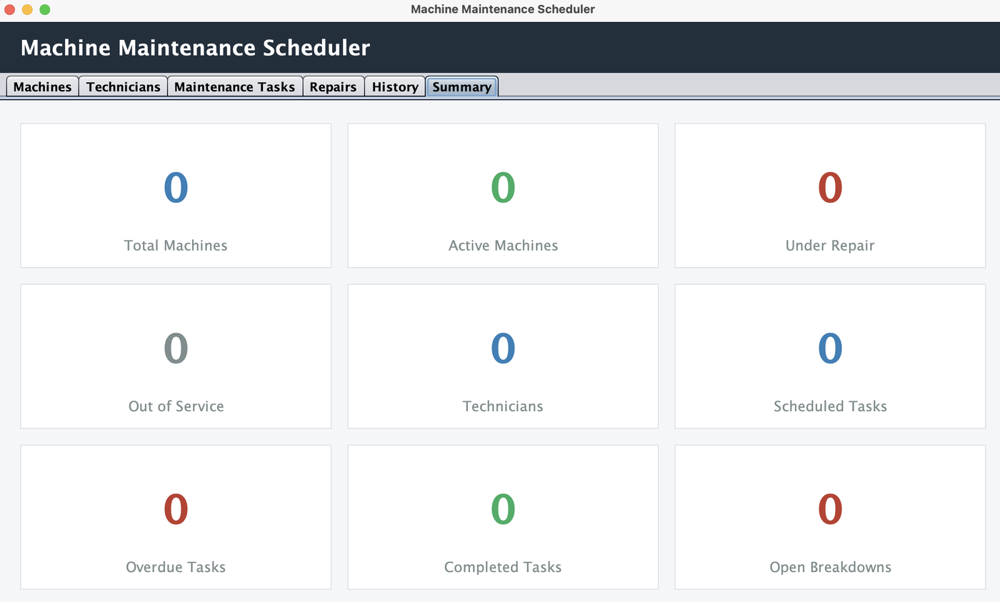 Machine Maintenance Scheduler
Machine Maintenance Scheduler
Machines Technicians Maintenance Tasks Repairs History Summary
0 0 0
Total Machines Active Machines Under Repair
0 0 0
Out of Service Technicians Scheduled Tasks
0 0 0
Overdue Tasks Completed Tasks Open Breakdowns